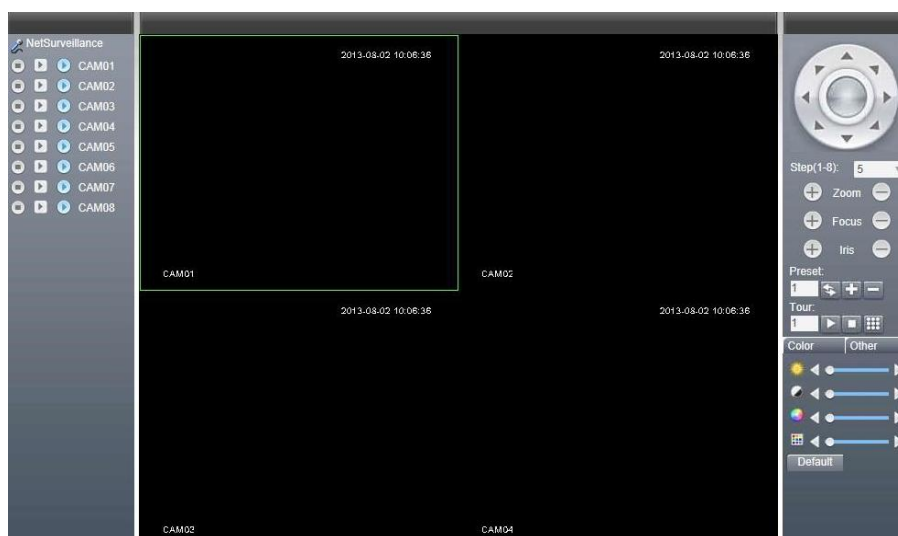 NetSurveillance
CAM01
CAM02
CAM03
CAM04
CAM05
CAM06
CAM07
CAM08
2013-08-02 10:06:36
CAM01
2013-08-02 10:06:36
CAM02
2013-08-02 10:06:36
CAM03
2013-08-02 10:06:36
CAM04
Step(1-8): 5
Zoom
Focus
Iris
Preset:
1
Tour:
1
Color Other
Default